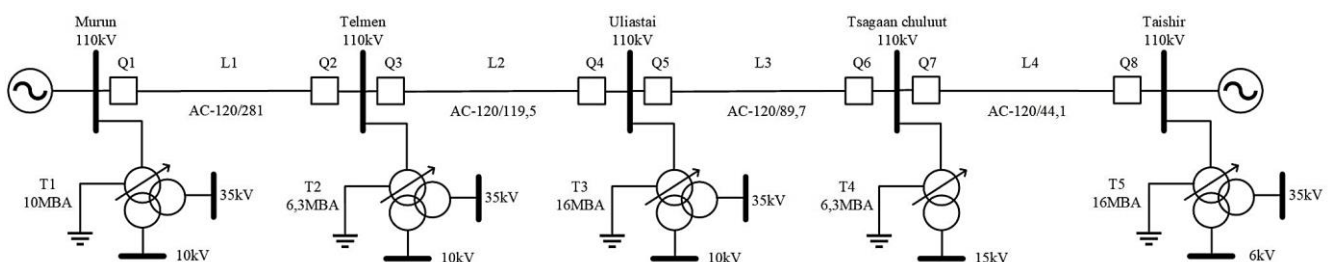 Murun
110kV
Telmen
110kV
Uliastai
110kV
Tsagaan chuluut
110kV
Taishir
110kV
Q1
L1
Q2
Q3
L2
Q4
Q5
L3
Q6
Q7
L4
Q8
AC-120/281
AC-120/119,5
AC-120/89,7
AC-120/44,1
T1
10MBA
35kV
10kV
T2
6,3MBA
35kV
10kV
T3
16MBA
35kV
10kV
T4
6,3MBA
15kV
T5
16MBA
35kV
6kV